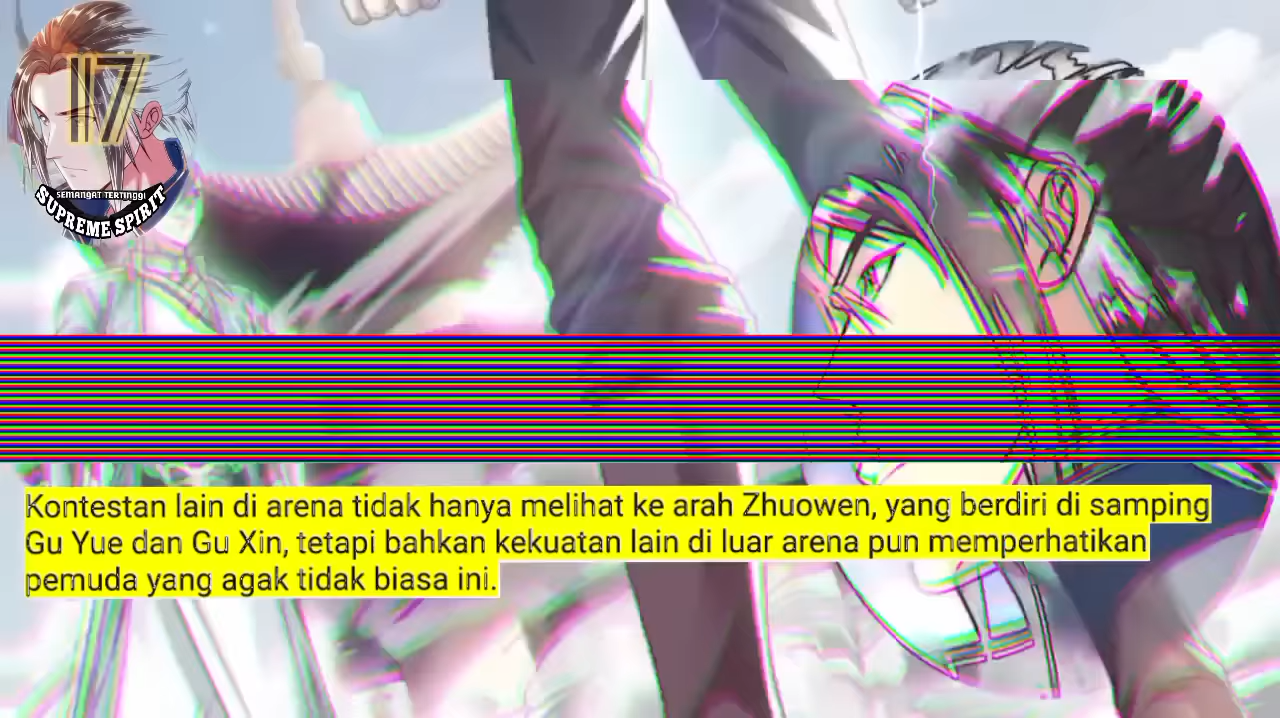 17
SEMANGAT TERTINGGI
SUPREME SPIRIT
Kontestan lain di arena tidak hanya melihat ke arah Zhuowen, yang berdiri di samping
Gu Yue dan Gu Xin, tetapi bahkan kekuatan lain di luar arena pun memperhatikan
pemuda yang agak tidak biasa ini.